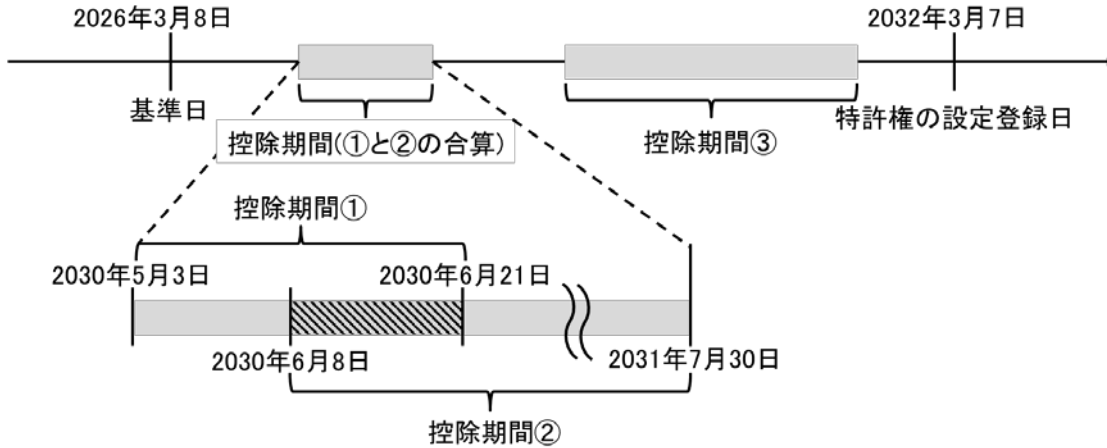 2026年3月8日
2032年3月7日
基準日
特許権の設定登録日
控除期間(①と②の合算)
控除期間③
控除期間①
2030年5月3日
2030年6月21日
2030年6月8日
2031年7月30日
控除期間②